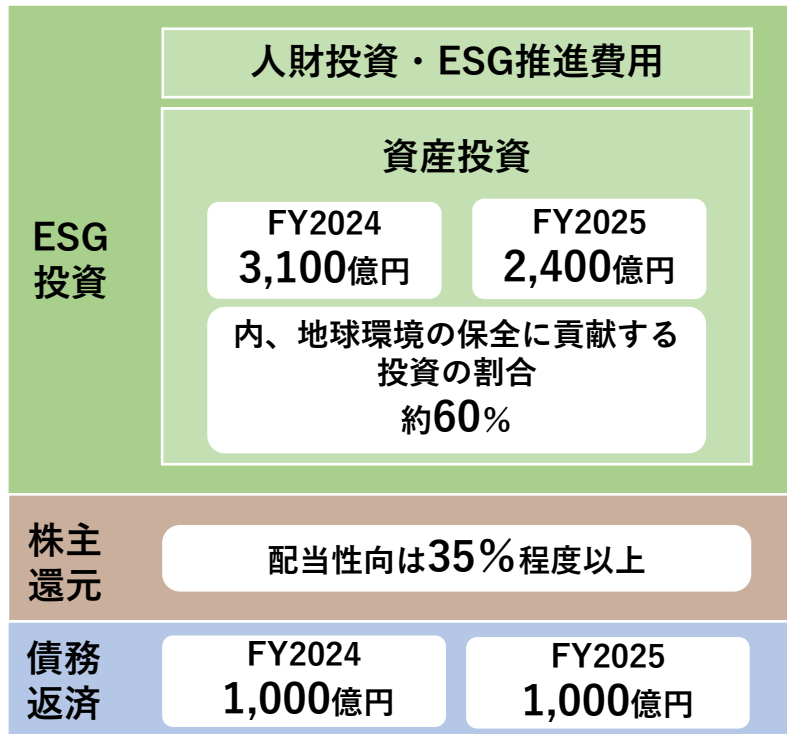 人財投資・ESG推進費用
資産投資
ESG
投資
FY2024
3,100億円
FY2025
2,400億円
内、地球環境の保全に貢献する
投資の割合
約60%
株主
還元
配当性向は35%程度以上
債務
返済
FY2024
1,000億円
FY2025
1,000億円